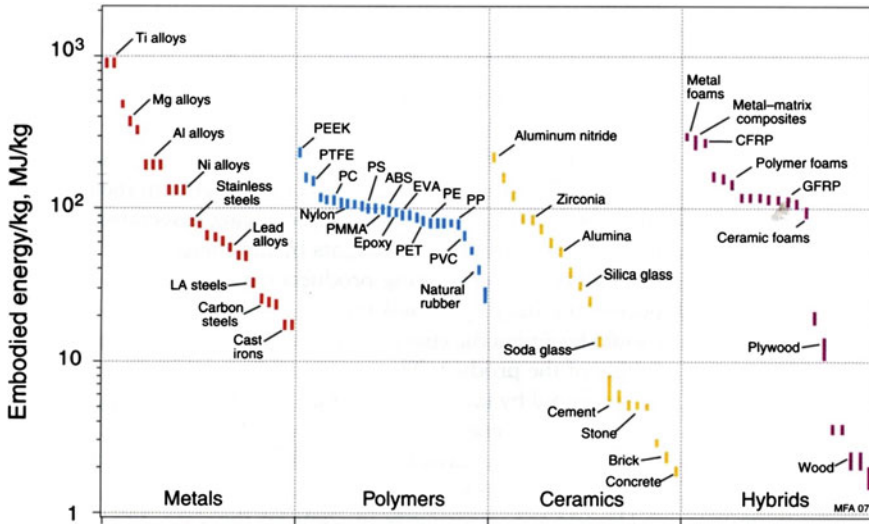 Embodied energy/kg, MJ/kg
10³
10²
10
1
Ti alloys
Mg alloys
Al alloys
Ni alloys
Stainless
steels
Lead
alloys
LA steels
Carbon
steels
Cast
irons
Metals
PEEK
PTFE
PC
PS
ABS
EVA
PE
PP
Nylon
PMMA
Epoxy
PET
PVC
Natural
rubber
Polymers
Aluminum nitride
Zirconia
Alumina
Silica glass
Soda glass
Cement
Stone
Brick
Concrete
Ceramics
Metal
foams
Metal–matrix
composites
CFRP
Polymer foams
GFRP
Ceramic foams
Plywood
Wood
Hybrids
MFA 07